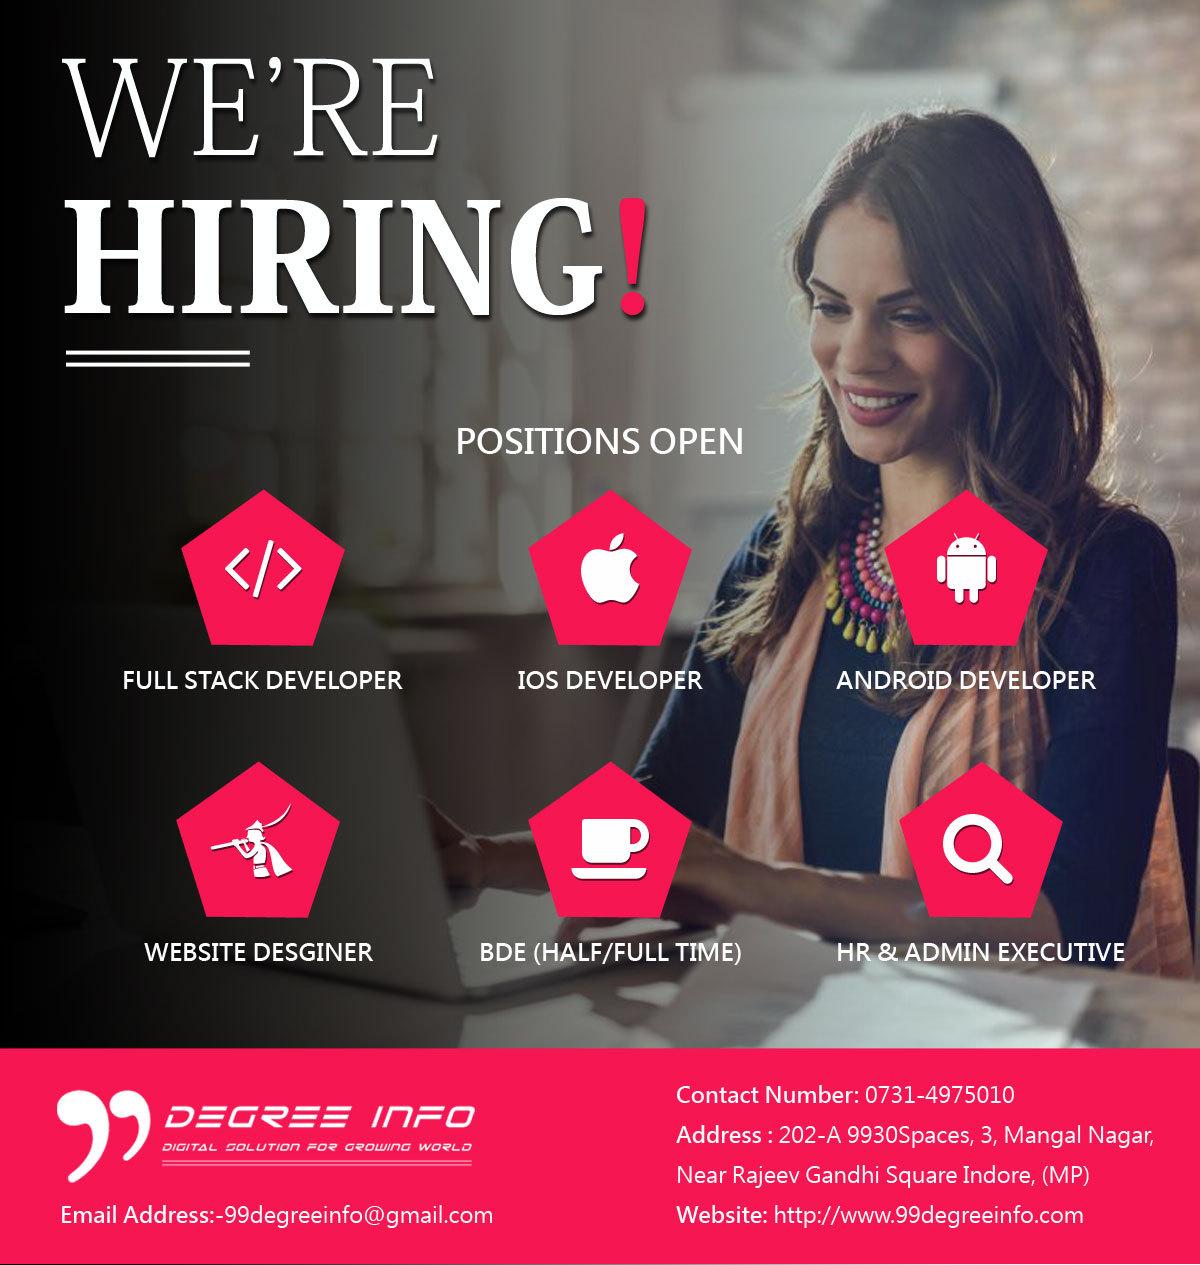 WE'RE
HIRING!
POSITIONS OPEN
</>
FULL STACK DEVELOPER
IOS DEVELOPER
ANDROID DEVELOPER
WEBSITE DESGINER
BDE (HALF/FULL TIME)
HR & ADMIN EXECUTIVE
99 DEGREE INFO
DIGITAL SOLUTION FOR GROWING WORLD
Email Address:-99degreeinfo@gmail.com
Contact Number: 0731-4975010
Address : 202-A 9930Spaces, 3, Mangal Nagar,
Near Rajeev Gandhi Square Indore, (MP)
Website: http://www.99degreeinfo.com